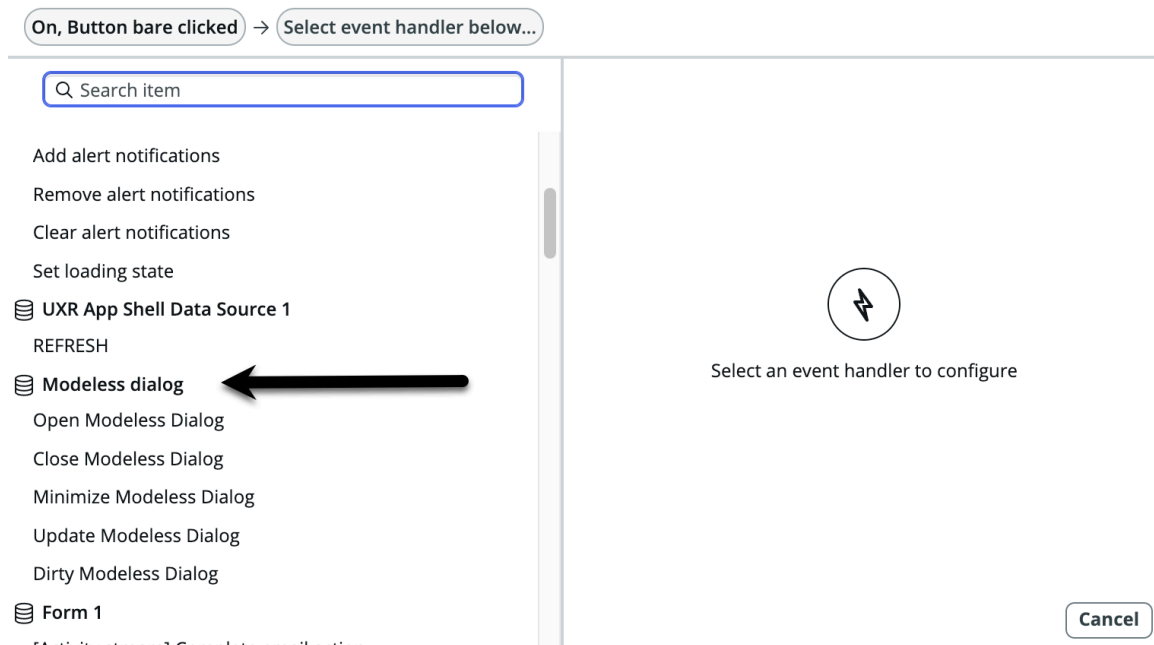 On, Button bare clicked → Select event handler below...
Search item
Add alert notifications
Remove alert notifications
Clear alert notifications
Set loading state
UXR App Shell Data Source 1
REFRESH
Modeless dialog
Open Modeless Dialog
Close Modeless Dialog
Minimize Modeless Dialog
Update Modeless Dialog
Dirty Modeless Dialog
Form 1
Select an event handler to configure
Cancel